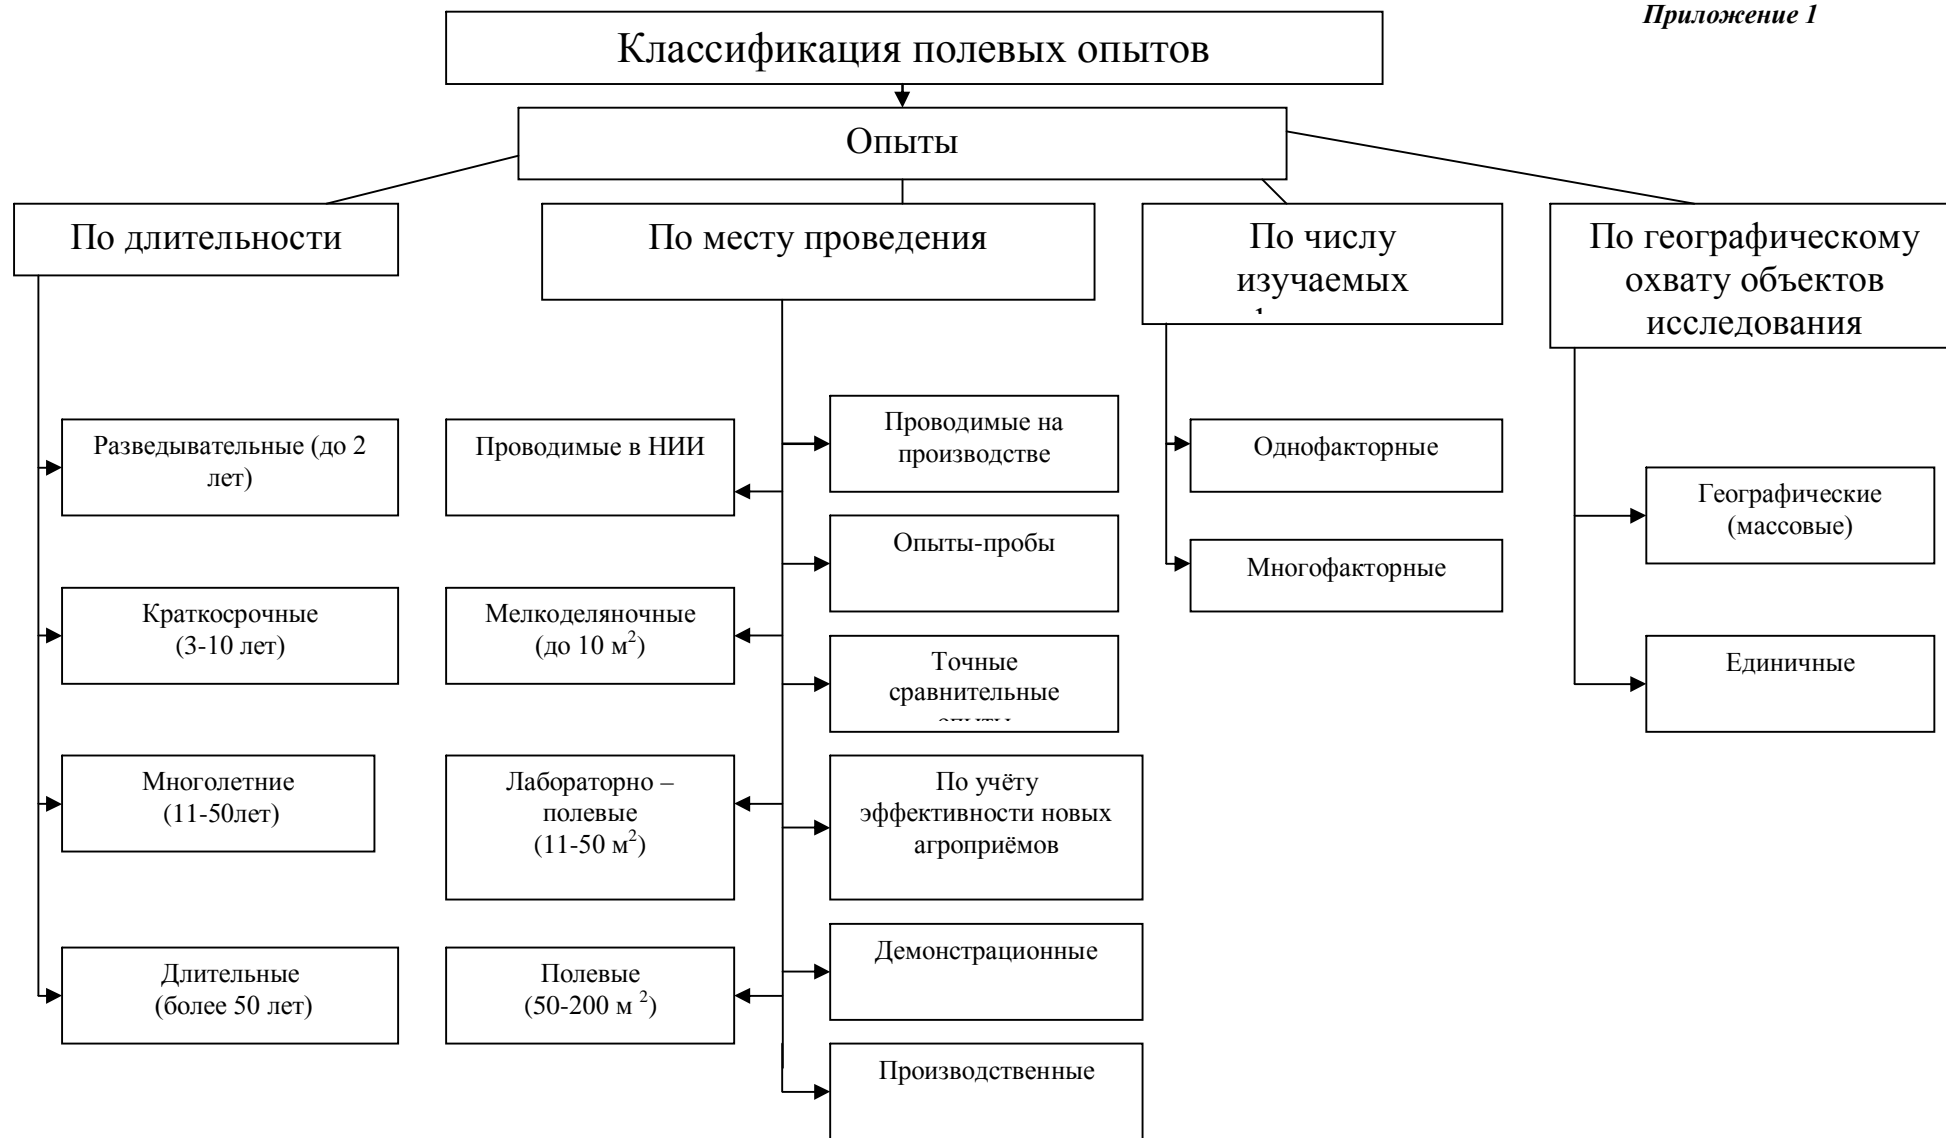 Приложение 1
Классификация полевых опытов
Опыты
По длительности
По месту проведения
По числу
изучаемых
По географическому
охвату объектов
исследования
Разведывательные (до 2
лет)
Краткосрочные
(3-10 лет)
Многолетние
(11-50лет)
Длительные
(более 50 лет)
Проводимые в НИИ
Мелкоделяночные
(до 10 м²)
Лабораторно –
полевые
(11-50 м²)
Полевые
(50-200 м ²)
Проводимые на
производстве
Опыты-пробы
Точные
сравнительные
опыты
По учёту
эффективности новых
агроприёмов
Демонстрационные
Производственные
Однофакторные
Многофакторные
Географические
(массовые)
Единичные